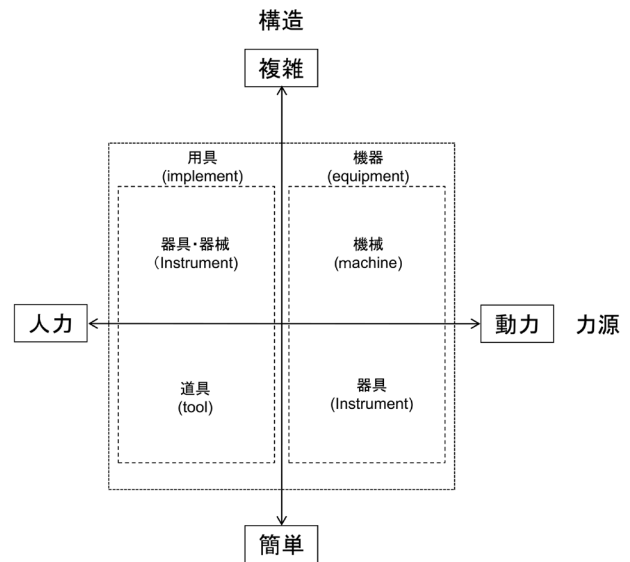 構造
複雑
用具
(implement)
機器
(equipment)
器具・器械
（Instrument)
機械
(machine)
人力
動力
力源
道具
(tool)
器具
(Instrument)
簡単